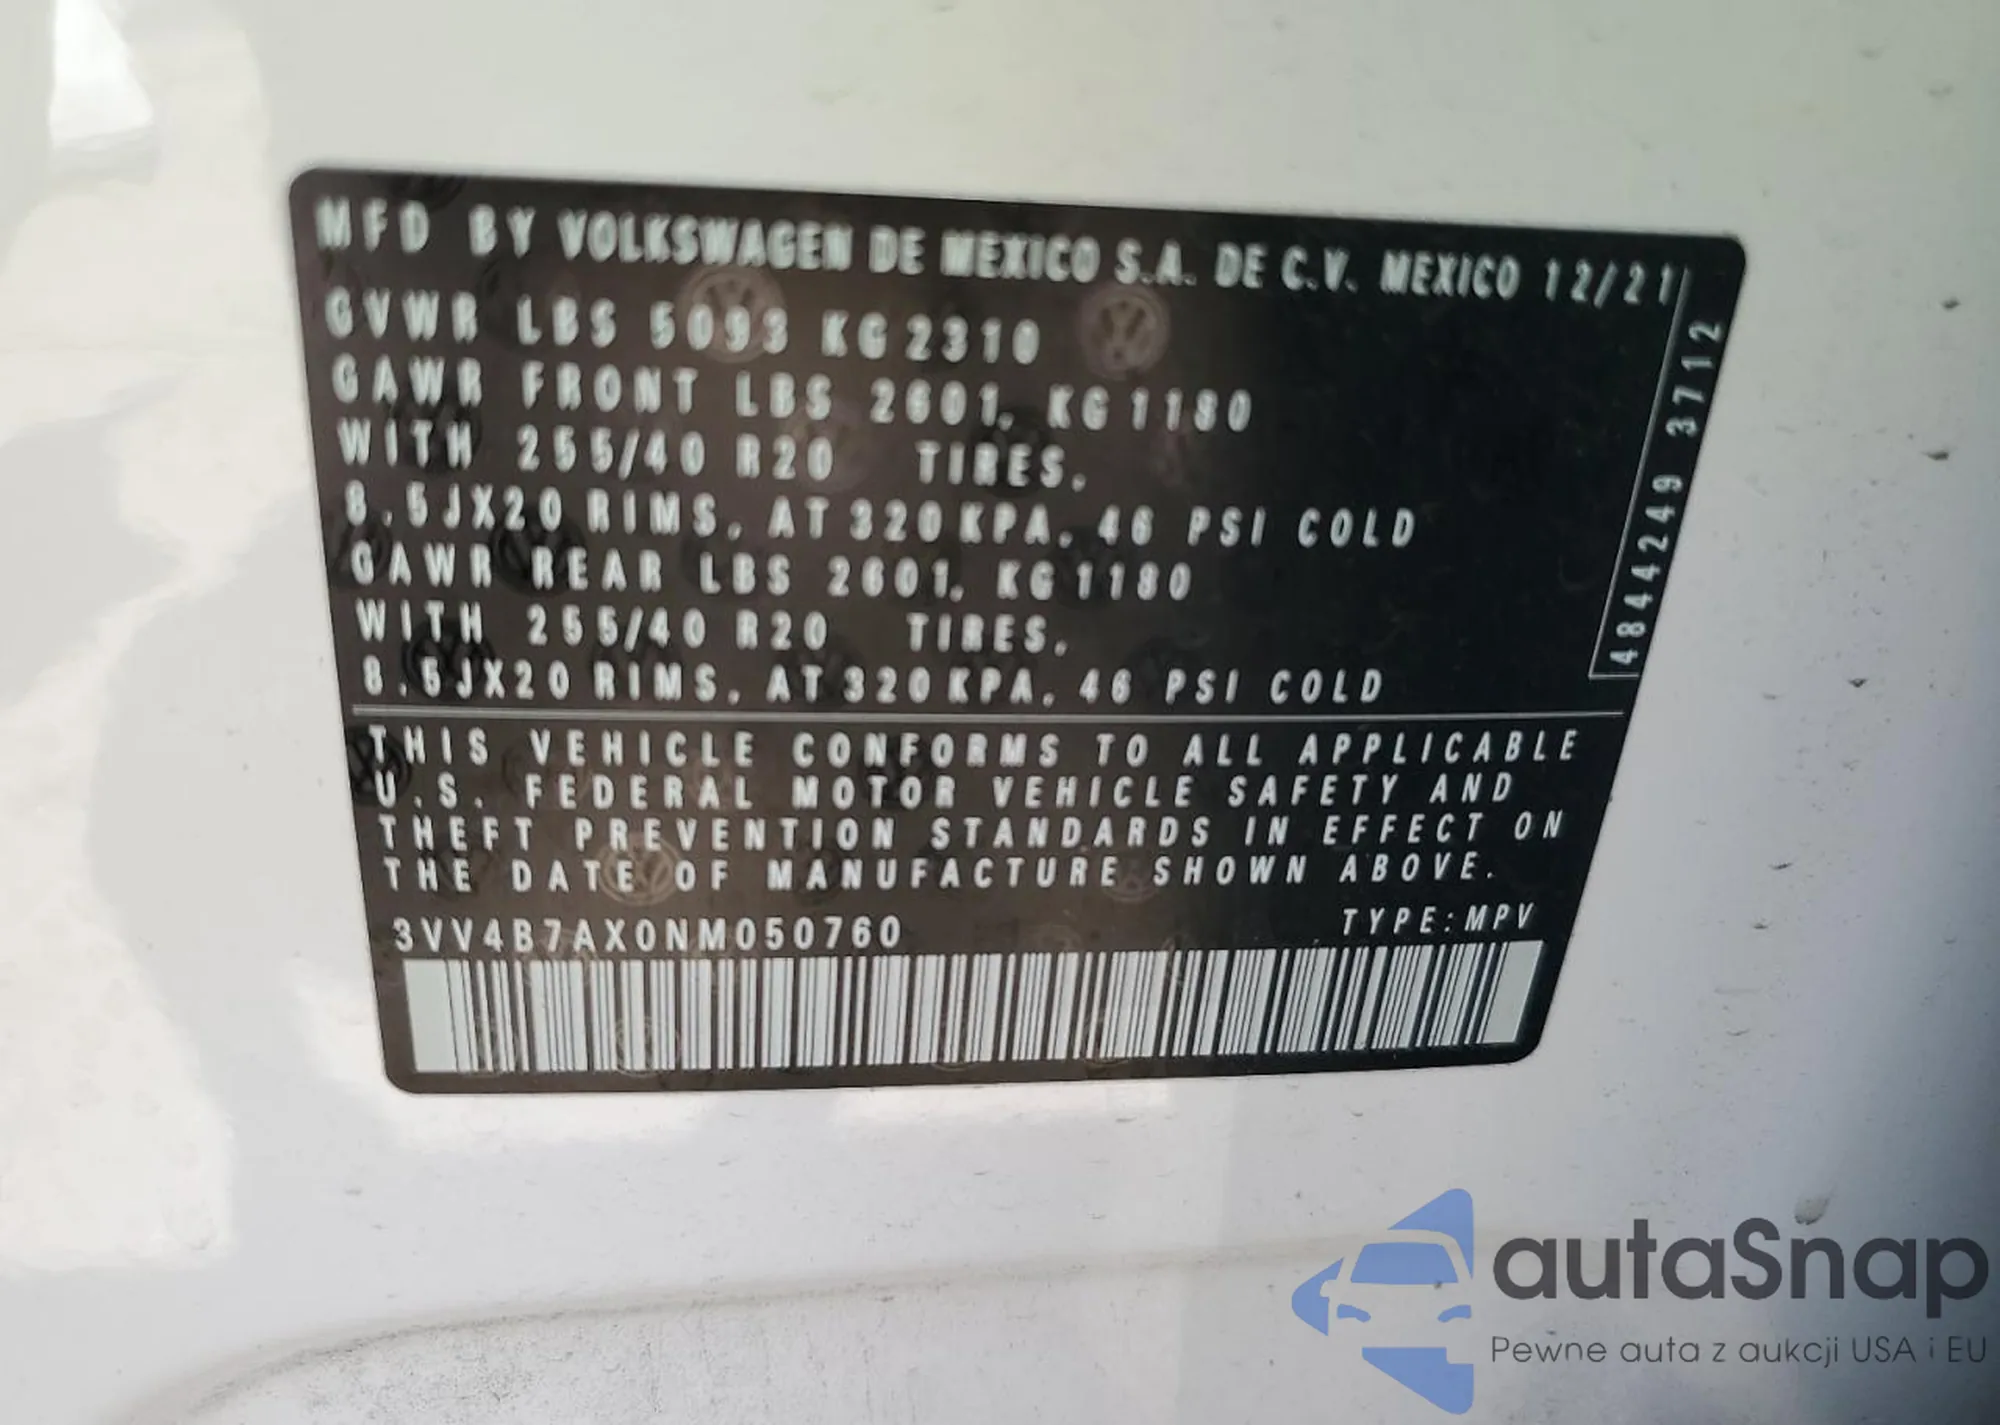 MFD BY VOLKSWAGEN DE MEXICO S.A. DE C.V. MEXICO 12/21
GVWR LBS 5093 KG 2310
GAWR FRONT LBS 2601, KG 1180
WITH 255/40 R20 TIRES,
8.5JX20 RIMS, AT 320 KPA, 46 PSI COLD
GAWR REAR LBS 2601, KG 1180
WITH 255/40 R20 TIRES,
8.5JX20 RIMS, AT 320 KPA, 46 PSI COLD
4844249 3712
THIS VEHICLE CONFORMS TO ALL APPLICABLE
U.S. FEDERAL MOTOR VEHICLE SAFETY AND
THEFT PREVENTION STANDARDS IN EFFECT ON
THE DATE OF MANUFACTURE SHOWN ABOVE.
3VV4B7AX0NM050760 TYPE:MPV
autaSnap
Pewne auta z aukcji USA i EU